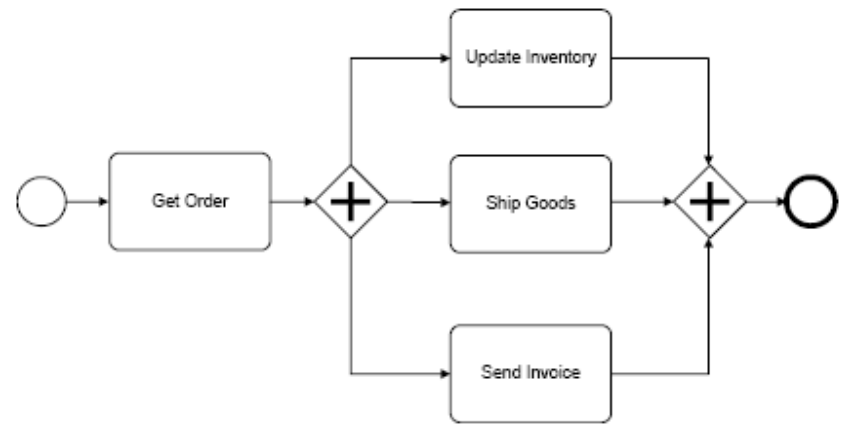 Update Inventory
Get Order
Ship Goods
Send Invoice